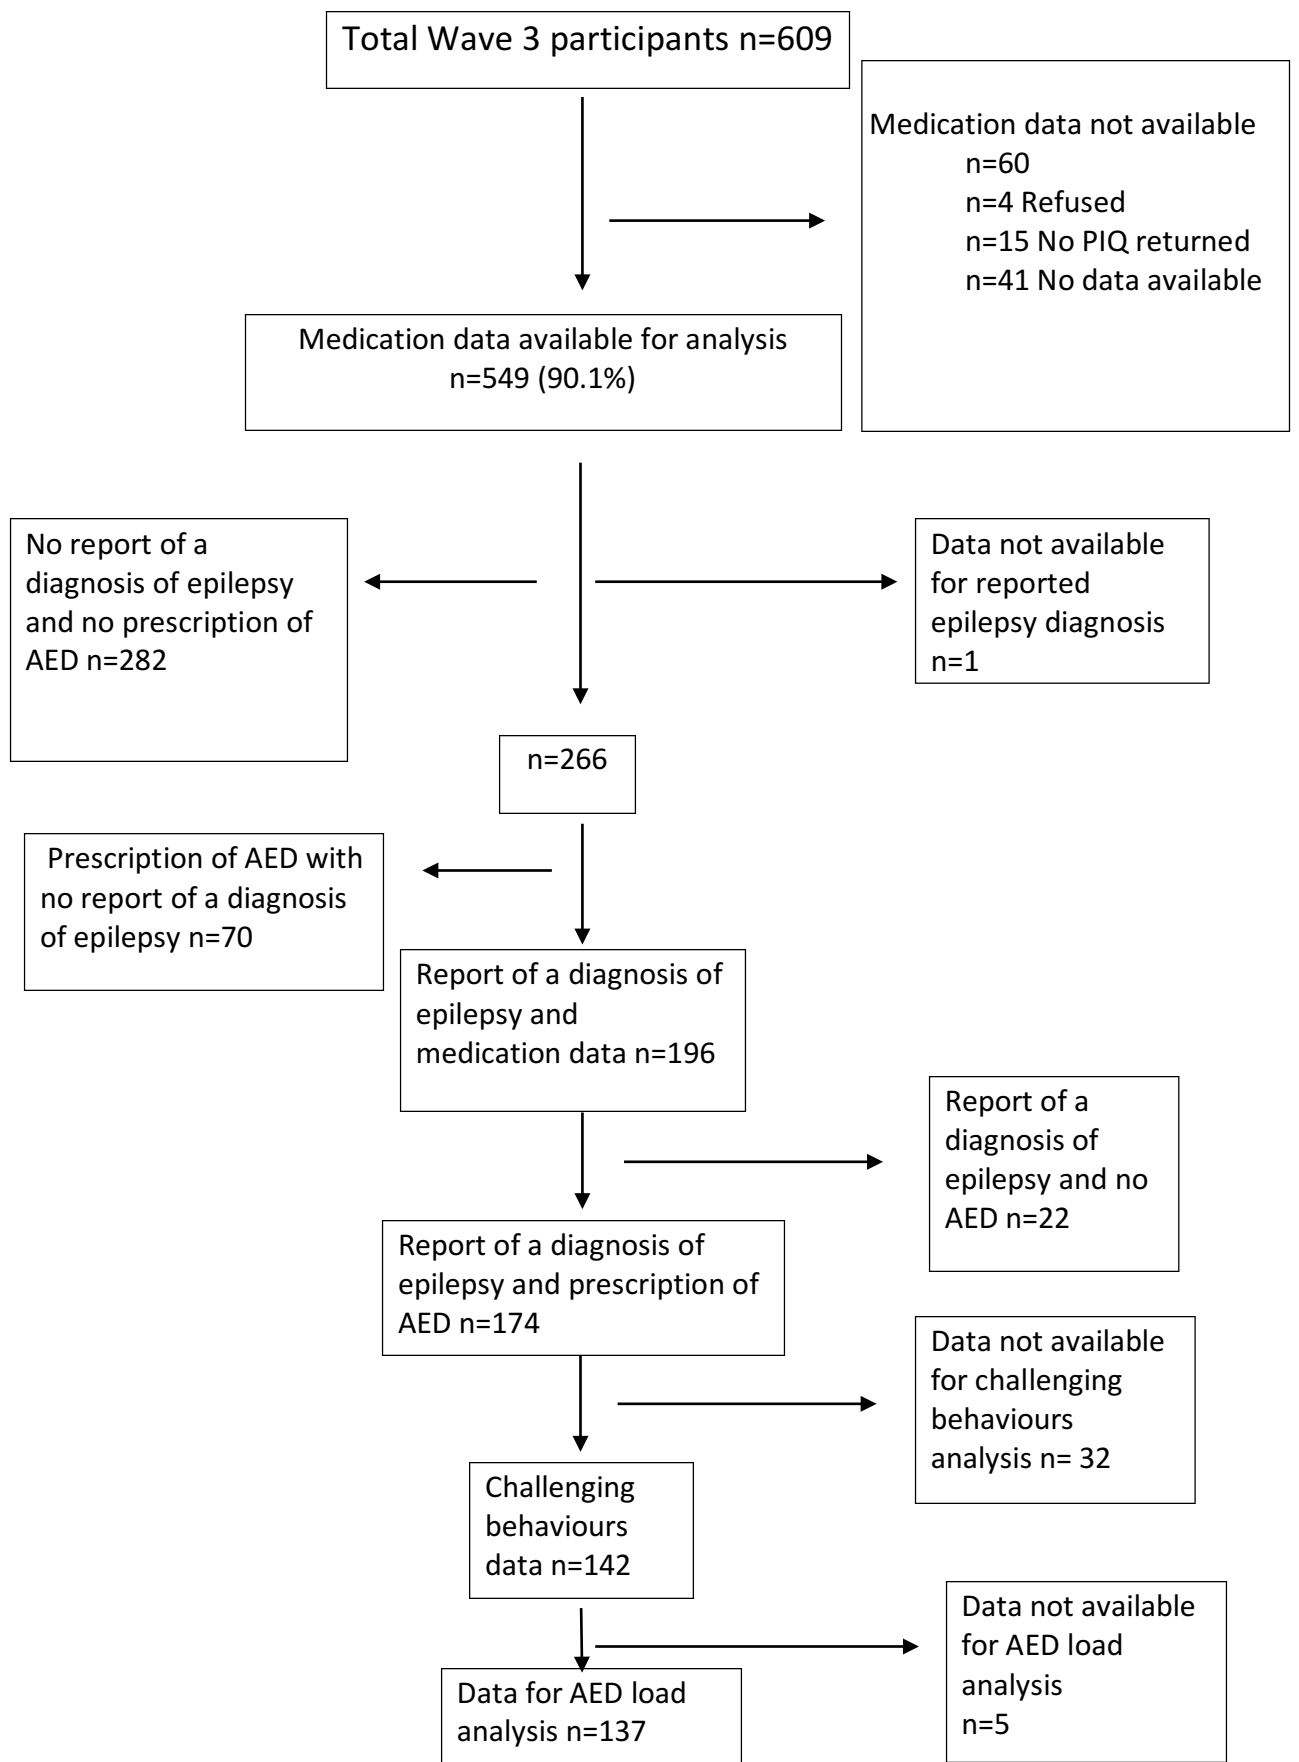 Total Wave 3 participants n=609
Medication data not available
n=60
n=4 Refused
n=15 No PIQ returned
n=41 No data available
Medication data available for analysis
n=549 (90.1%)
No report of a
diagnosis of epilepsy
and no prescription of
AED n=282
Data not available
for reported
epilepsy diagnosis
n=1
n=266
Prescription of AED with
no report of a diagnosis
of epilepsy n=70
Report of a diagnosis of
epilepsy and
medication data n=196
Report of a
diagnosis of
epilepsy and no
AED n=22
Report of a diagnosis of
epilepsy and prescription of
AED n=174
Data not available
for challenging
behaviours
analysis n= 32
Challenging
behaviours
data n=142
Data not available
for AED load
analysis
n=5
Data for AED load
analysis n=137